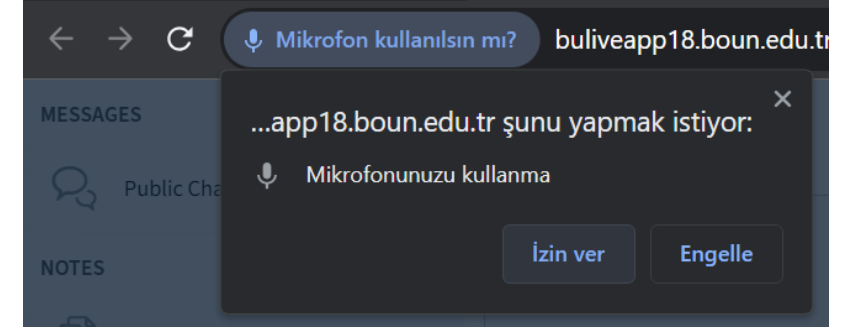 Mikrofon kullanılsın mı? buliveapp18.boun.edu.tr
MESSAGES
...app18.boun.edu.tr şunu yapmak istiyor:
Mikrofonunuzu kullanma
Public Cha
İzin ver Engelle
NOTES